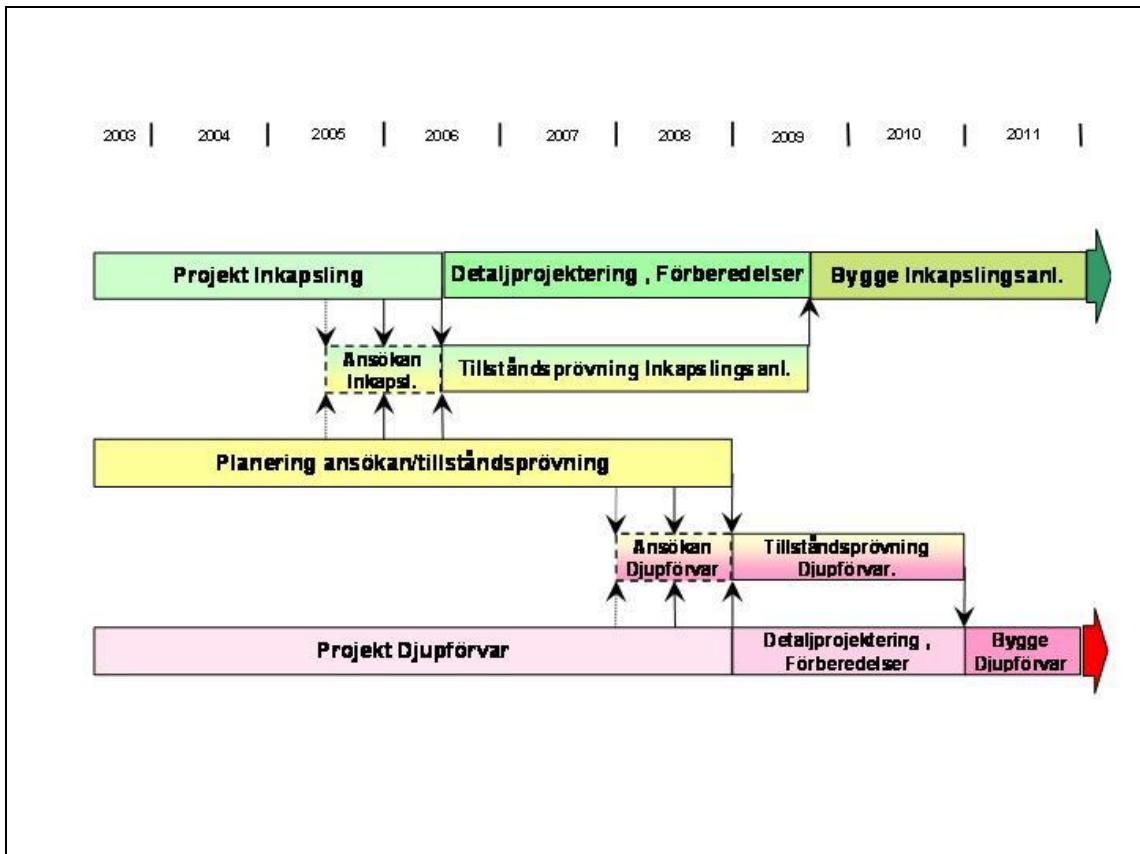 2003 | 2004 | 2005 | 2006 | 2007 | 2008 | 2009 | 2010 | 2011 |
Projekt Inkapsling
Detaljprojektering , Förberedelser
Bygge Inkapslingsanl.
Ansökan
Inkapsl.
Tillståndsprövning Inkapslingsanl.
Planering ansökan/tillståndsprövning
Ansökan
Djupförvar
Tillståndsprövning
Djupförvar.
Projekt Djupförvar
Detaljprojektering ,
Förberedelser
Bygge
Djupförvar